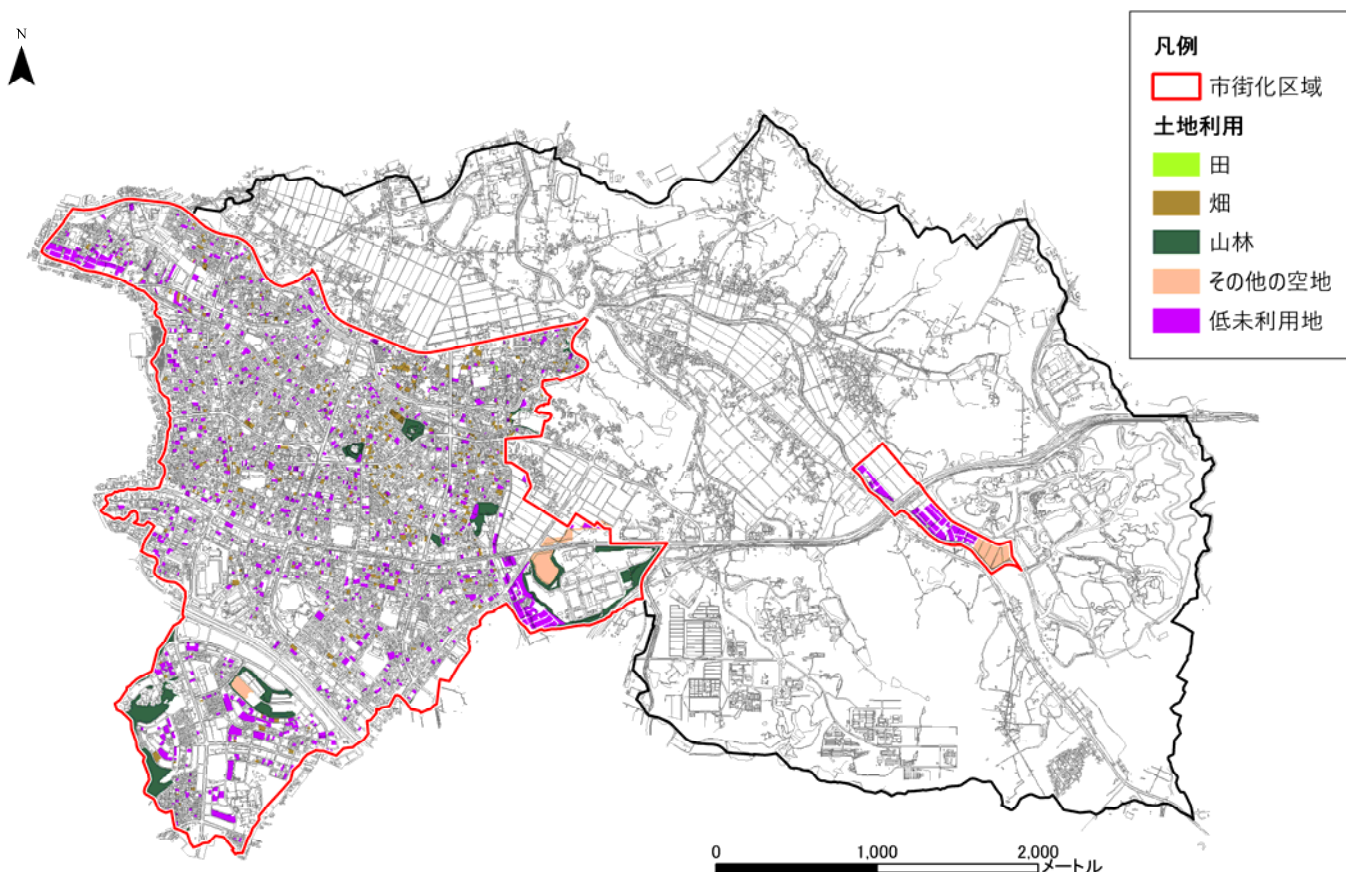 N
凡例
市街化区域
土地利用
田
畑
山林
その他の空地
低未利用地
0 1,000 2,000
メートル